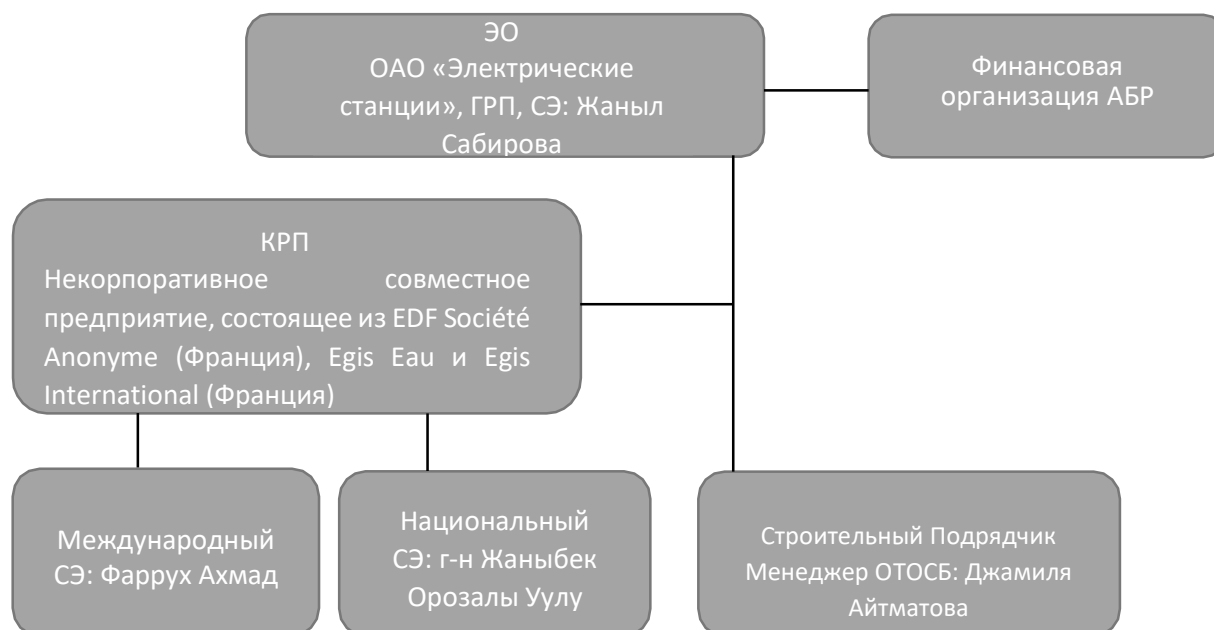 ЭО
ОАО «Электрические
станции», ГРП, СЭ: Жаныл
Сабирова
Финансовая
организация АБР
КРП
Некорпоративное совместное
предприятие, состоящее из EDF Société
Anonyme (Франция), Egis Eau и Egis
International (Франция)
Международный
СЭ: Фаррух Ахмад
Национальный
СЭ: г-н Жаныбек
Орозалы Уулу
Строительный Подрядчик
Менеджер ОТОСБ: Джамиля
Айтматова